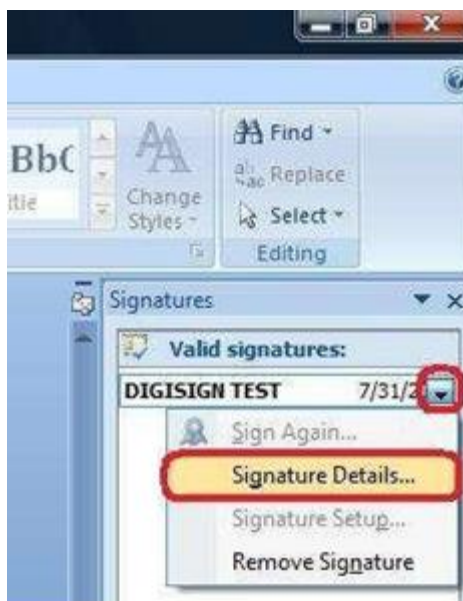 BbC
itle
Change
Styles
Find
Replace
Select
Editing
Signatures
Valid signatures:
DIGISIGN TEST 7/31/2
Sign Again...
Signature Details...
Signature Setup...
Remove Signature